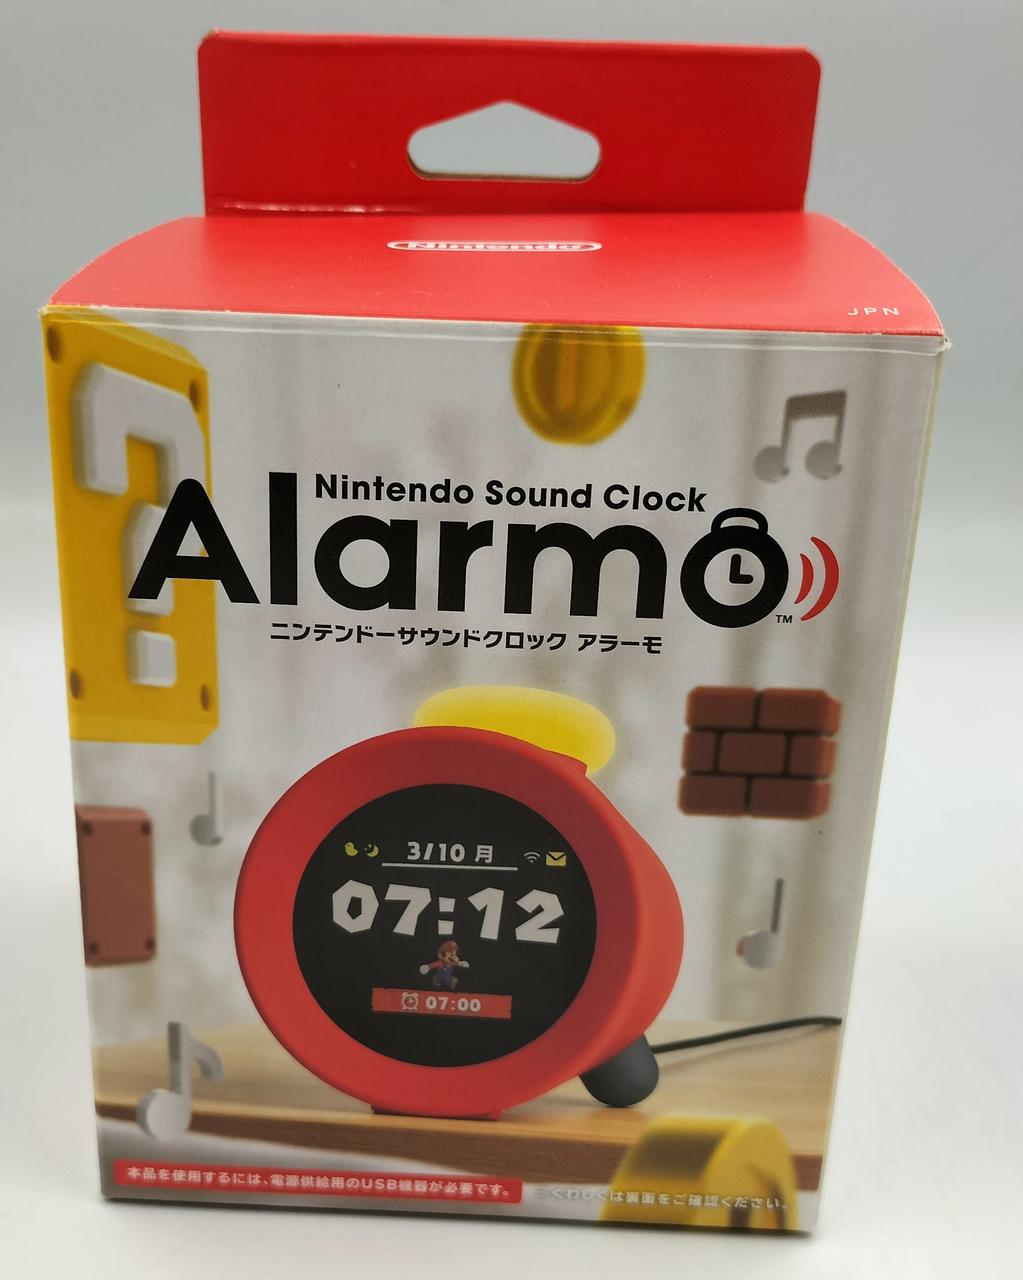 Nintendo
JPN
Nintendo Sound Clock
Alarmo™
ニンテンドーサウンドクロック アラーモ
3/10 月
07:12
07:00
本品を使用するには、電源供給用のUSB機器が必要です。
※くわしくは裏面をご確認ください。